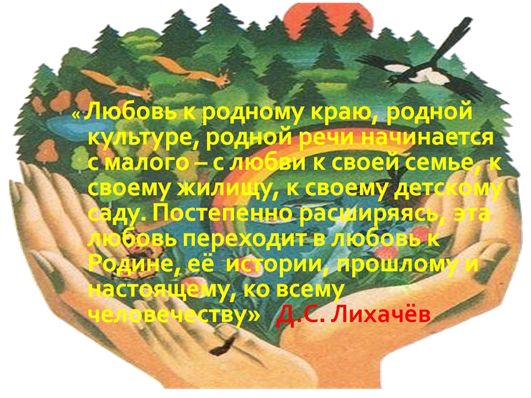 « Любовь к родному краю, родной
культуре, родной речи начинается
с малого – с любви к своей семье, к
своему жилищу, к своему детскому
саду. Постепенно расширяясь, эта
любовь переходит в любовь к
Родине, её истории, прошлому и
настоящему, ко всему
человечеству» Д.С. Лихачёв